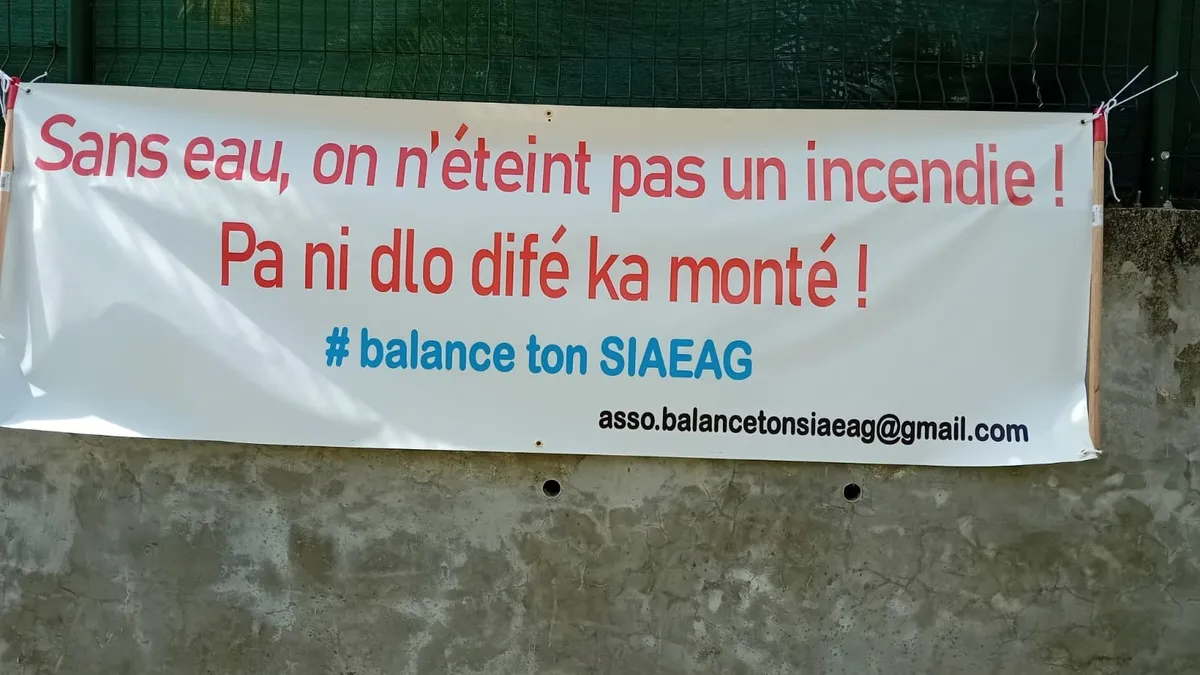 Sans eau, on n'éteint pas un incendie !
Pa ni dlo difé ka monté !
# balance ton SIAEAG
asso.balancetonsiaeag@gmail.com